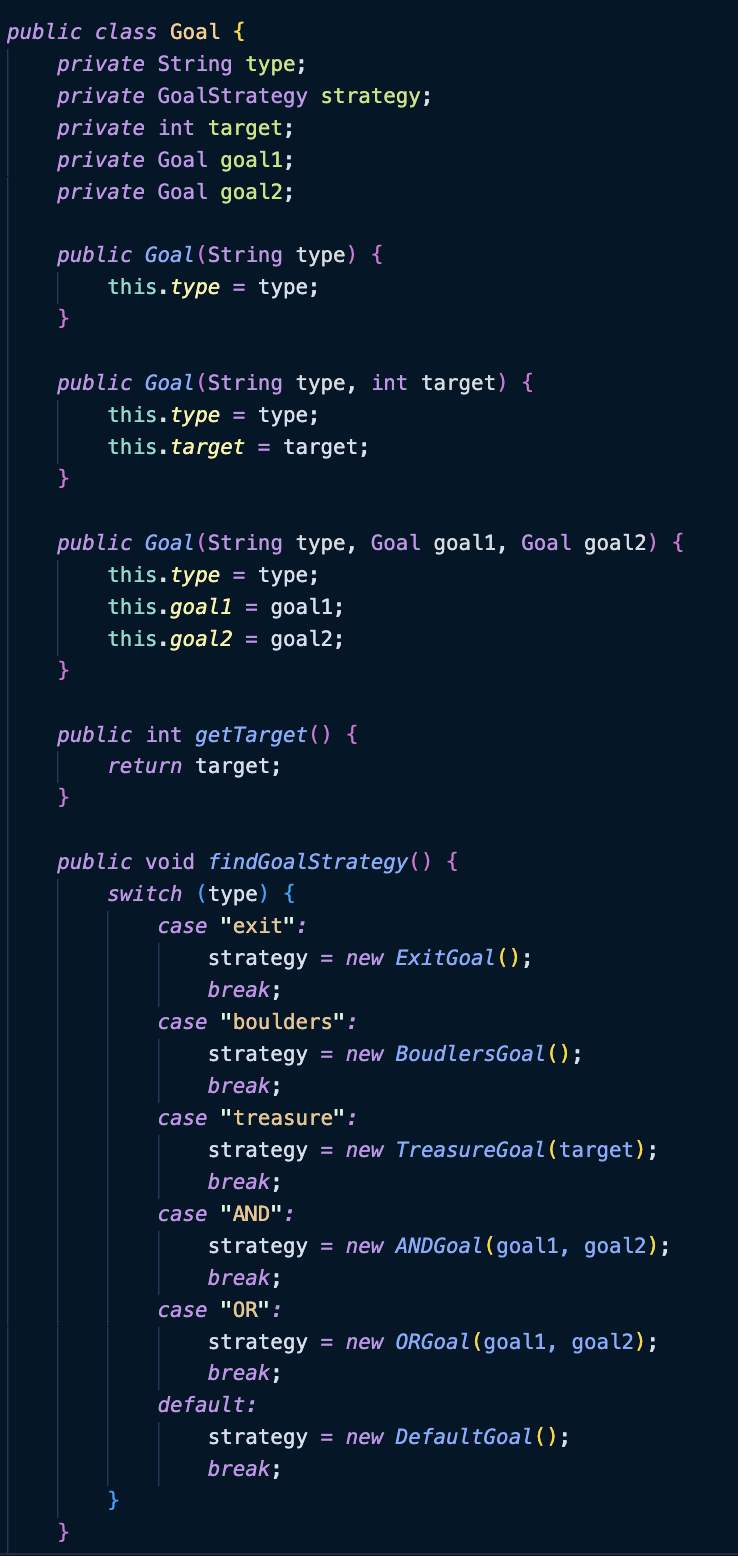 public class Goal {
    private String type;
    private GoalStrategy strategy;
    private int target;
    private Goal goal1;
    private Goal goal2;

    public Goal(String type) {
        this.type = type;
    }

    public Goal(String type, int target) {
        this.type = type;
        this.target = target;
    }

    public Goal(String type, Goal goal1, Goal goal2) {
        this.type = type;
        this.goal1 = goal1;
        this.goal2 = goal2;
    }

    public int getTarget() {
        return target;
    }

    public void findGoalStrategy() {
        switch (type) {
            case "exit":
                strategy = new ExitGoal();
                break;
            case "boulders":
                strategy = new BoudlersGoal();
                break;
            case "treasure":
                strategy = new TreasureGoal(target);
                break;
            case "AND":
                strategy = new ANDGoal(goal1, goal2);
                break;
            case "OR":
                strategy = new ORGoal(goal1, goal2);
                break;
            default:
                strategy = new DefaultGoal();
                break;
        }
    }